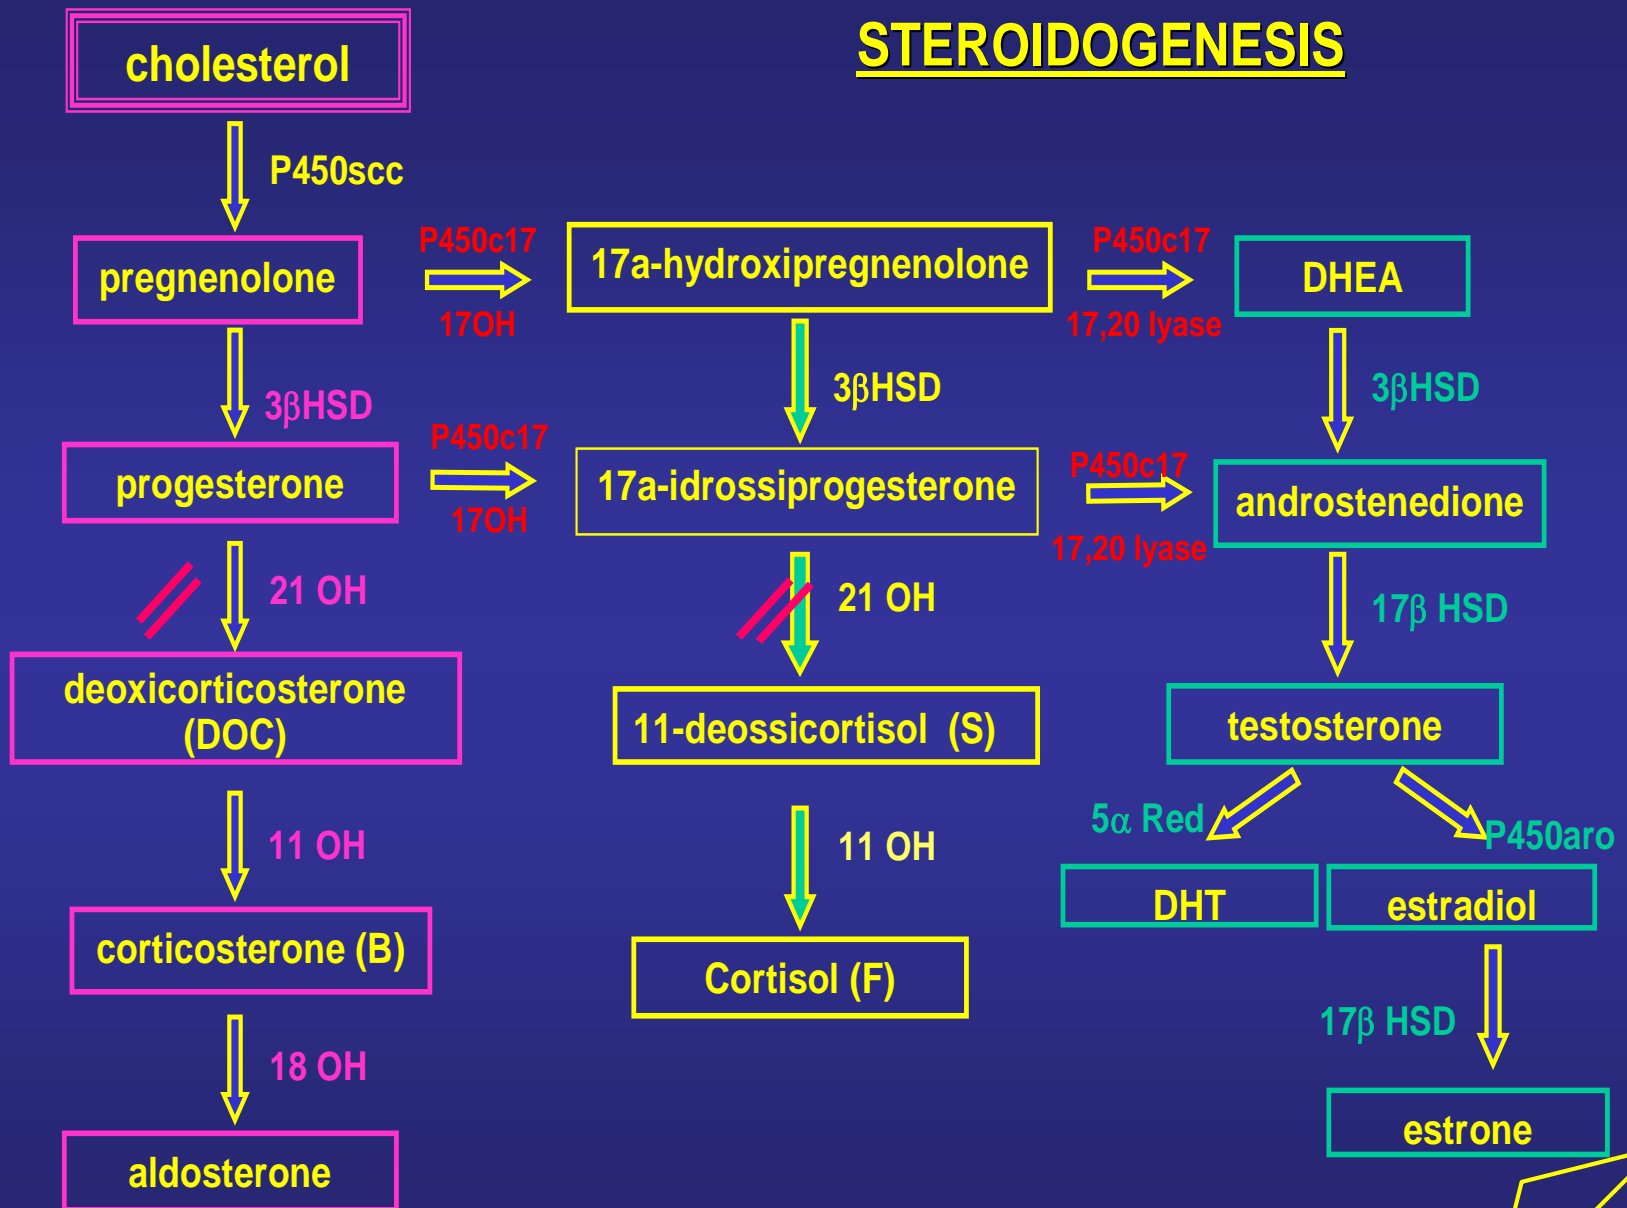 STEROIDOGENESIS
cholesterol
P450scc
P450c17
P450c17
pregnenolone
17a-hydroxipregnenolone
DHEA
17OH
17,20 lyase
3βHSD
3βHSD
3βHSD
P450c17
P450c17
progesterone
17a-idrossiprogesterone
androstenedione
17OH
17,20 lyase
21 OH
21 OH
17β HSD
deoxicorticosterone
(DOC)
11-deossicortisol (S)
testosterone
5α Red
P450aro
11 OH
11 OH
DHT
estradiol
corticosterone (B)
Cortisol (F)
17β HSD
18 OH
estrone
aldosterone